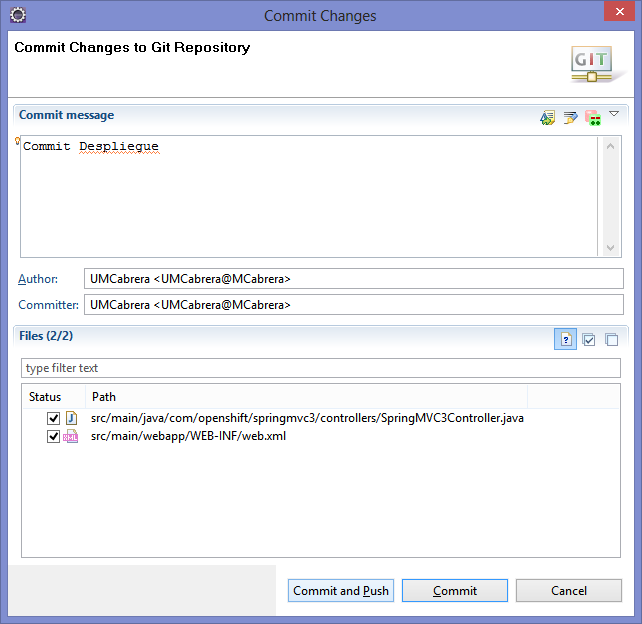 Commit Changes
Commit Changes to Git Repository
GIT
Commit message
Commit Despliegue
Author: UMCabrera <UMCabrera@MCabrera>
Committer: UMCabrera <UMCabrera@MCabrera>
Files (2/2)
type filter text
Status Path
J src/main/java/com/openshift/springmvc3/controllers/SpringMVC3Controller.java
XML src/main/webapp/WEB-INF/web.xml
Commit and Push Commit Cancel